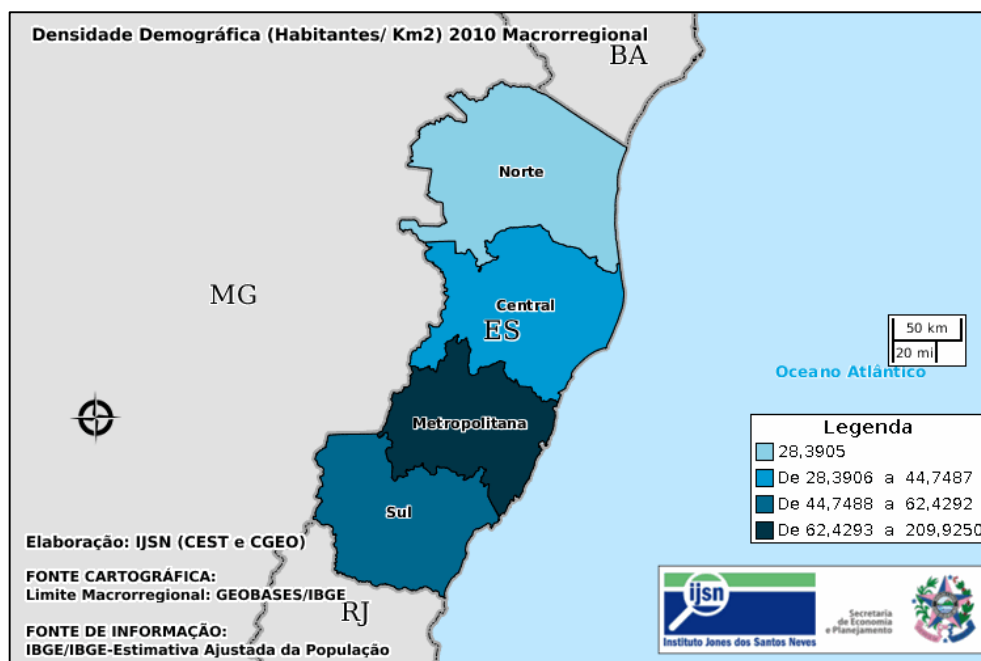 Densidade Demográfica (Habitantes/ Km2) 2010 Macrorregional
BA
Norte
MG
Central
ES
50 km
20 mi
Oceano Atlântico
Metropolitana
Legenda
28,3905
De 28,3906 a 44,7487
De 44,7488 a 62,4292
De 62,4293 a 209,9250
Sul
Elaboração: IJSN (CEST e CGEO)
FONTE CARTOGRÁFICA:
Limite Macrorregional: GEOBASES/IBGE
RJ
FONTE DE INFORMAÇÃO:
IBGE/IBGE-Estimativa Ajustada da População
ijsn
Instituto Jones dos Santos Neves
Secretaria
de Economia
e Planejamento